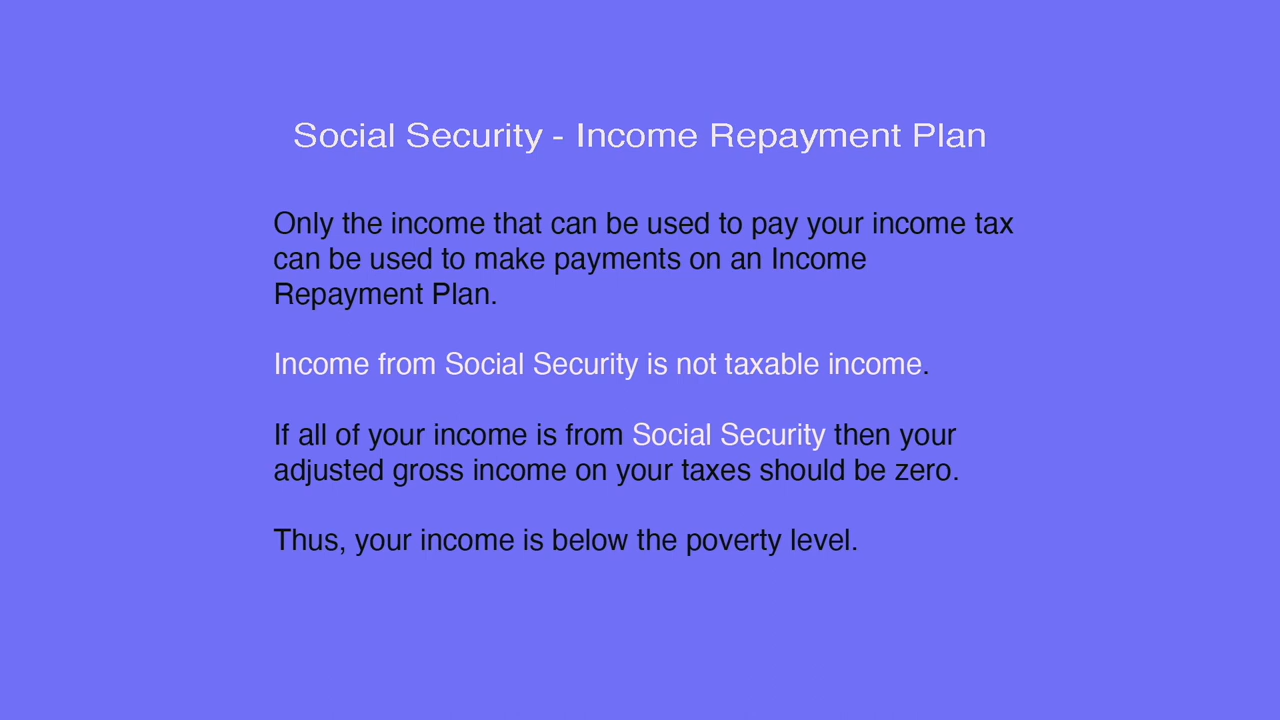 Social Security - Income Repayment Plan
Only the income that can be used to pay your income tax
can be used to make payments on an Income
Repayment Plan.
Income from Social Security is not taxable income.
If all of your income is from Social Security then your
adjusted gross income on your taxes should be zero.
Thus, your income is below the poverty level.